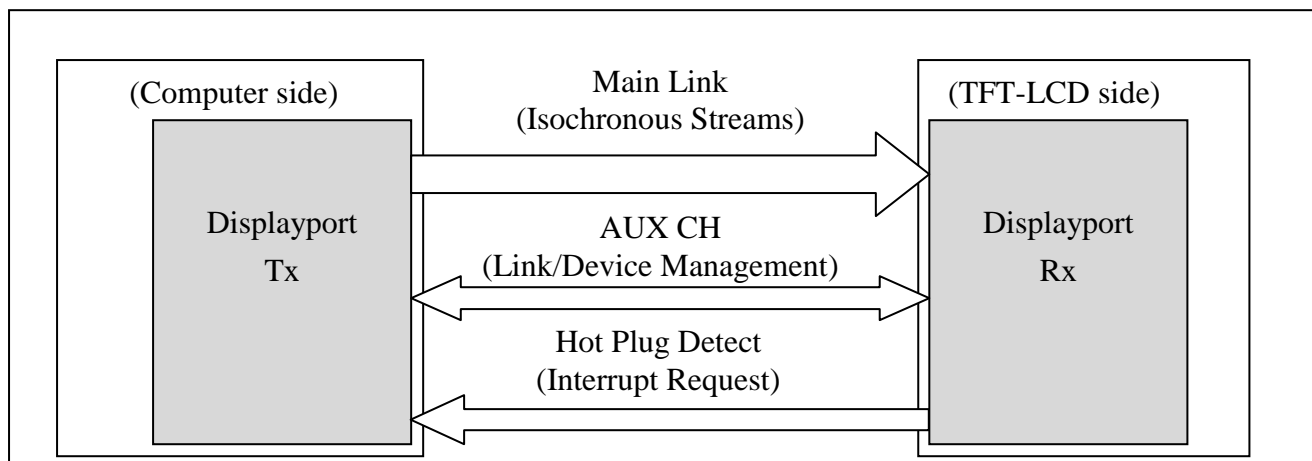 (Computer side)
Displayport
Tx
Main Link
(Isochronous Streams)
AUX CH
(Link/Device Management)
Hot Plug Detect
(Interrupt Request)
(TFT-LCD side)
Displayport
Rx